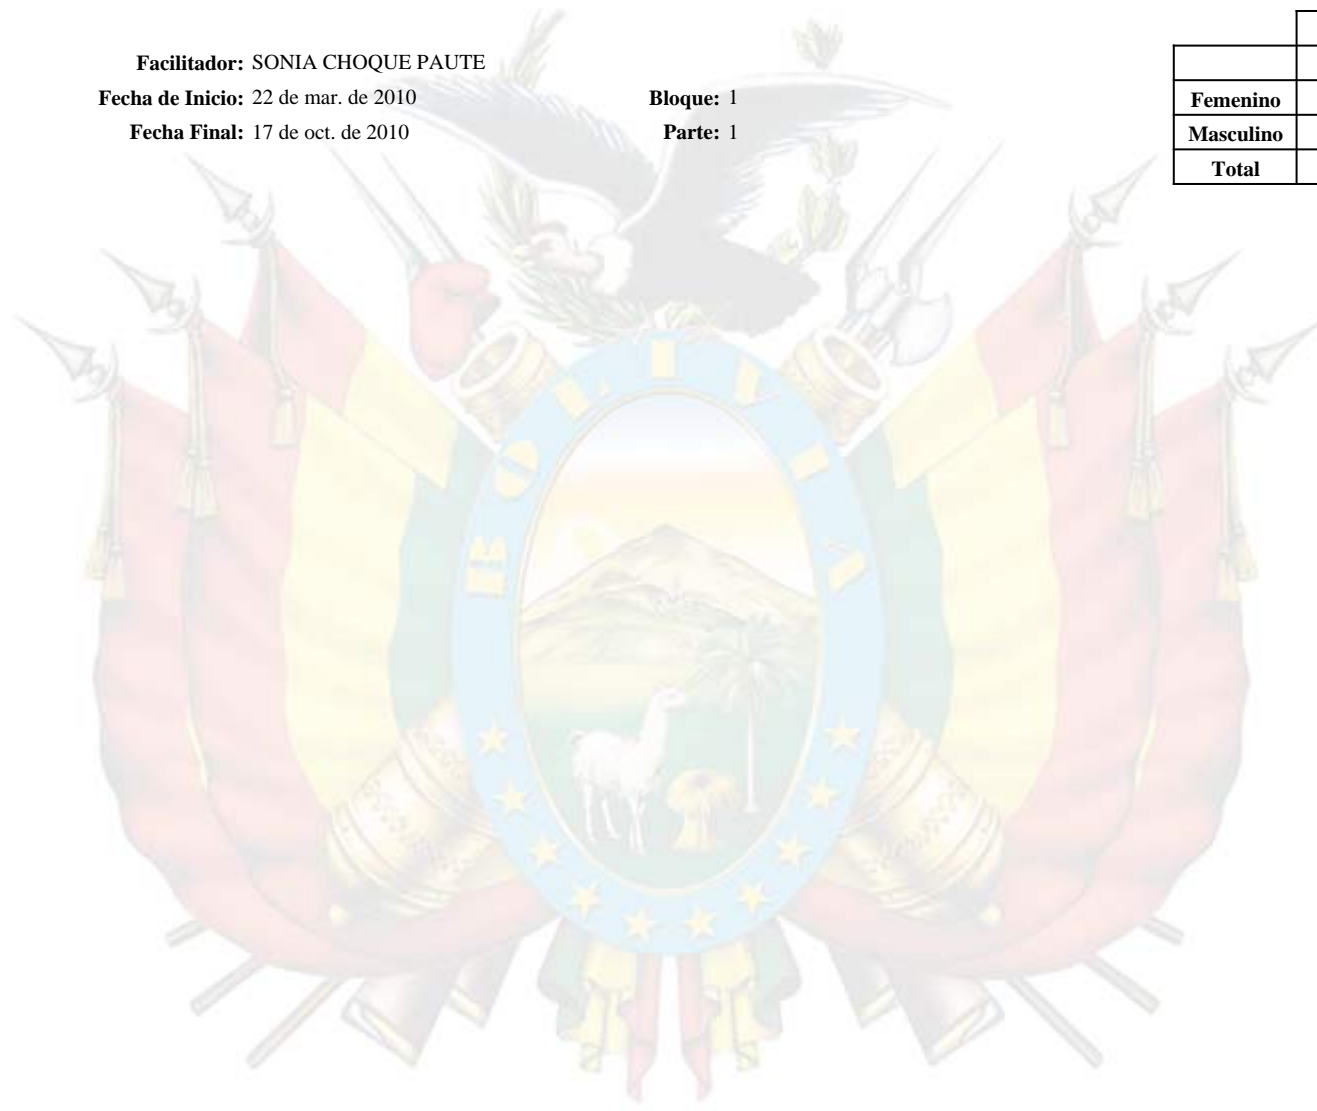 Facilitador: SONIA CHOQUE PAUTE
Fecha de Inicio: 22 de mar. de 2010 Bloque: 1
Fecha Final: 17 de oct. de 2010 Parte: 1
Femenino
Masculino
Total
BOLIVIA